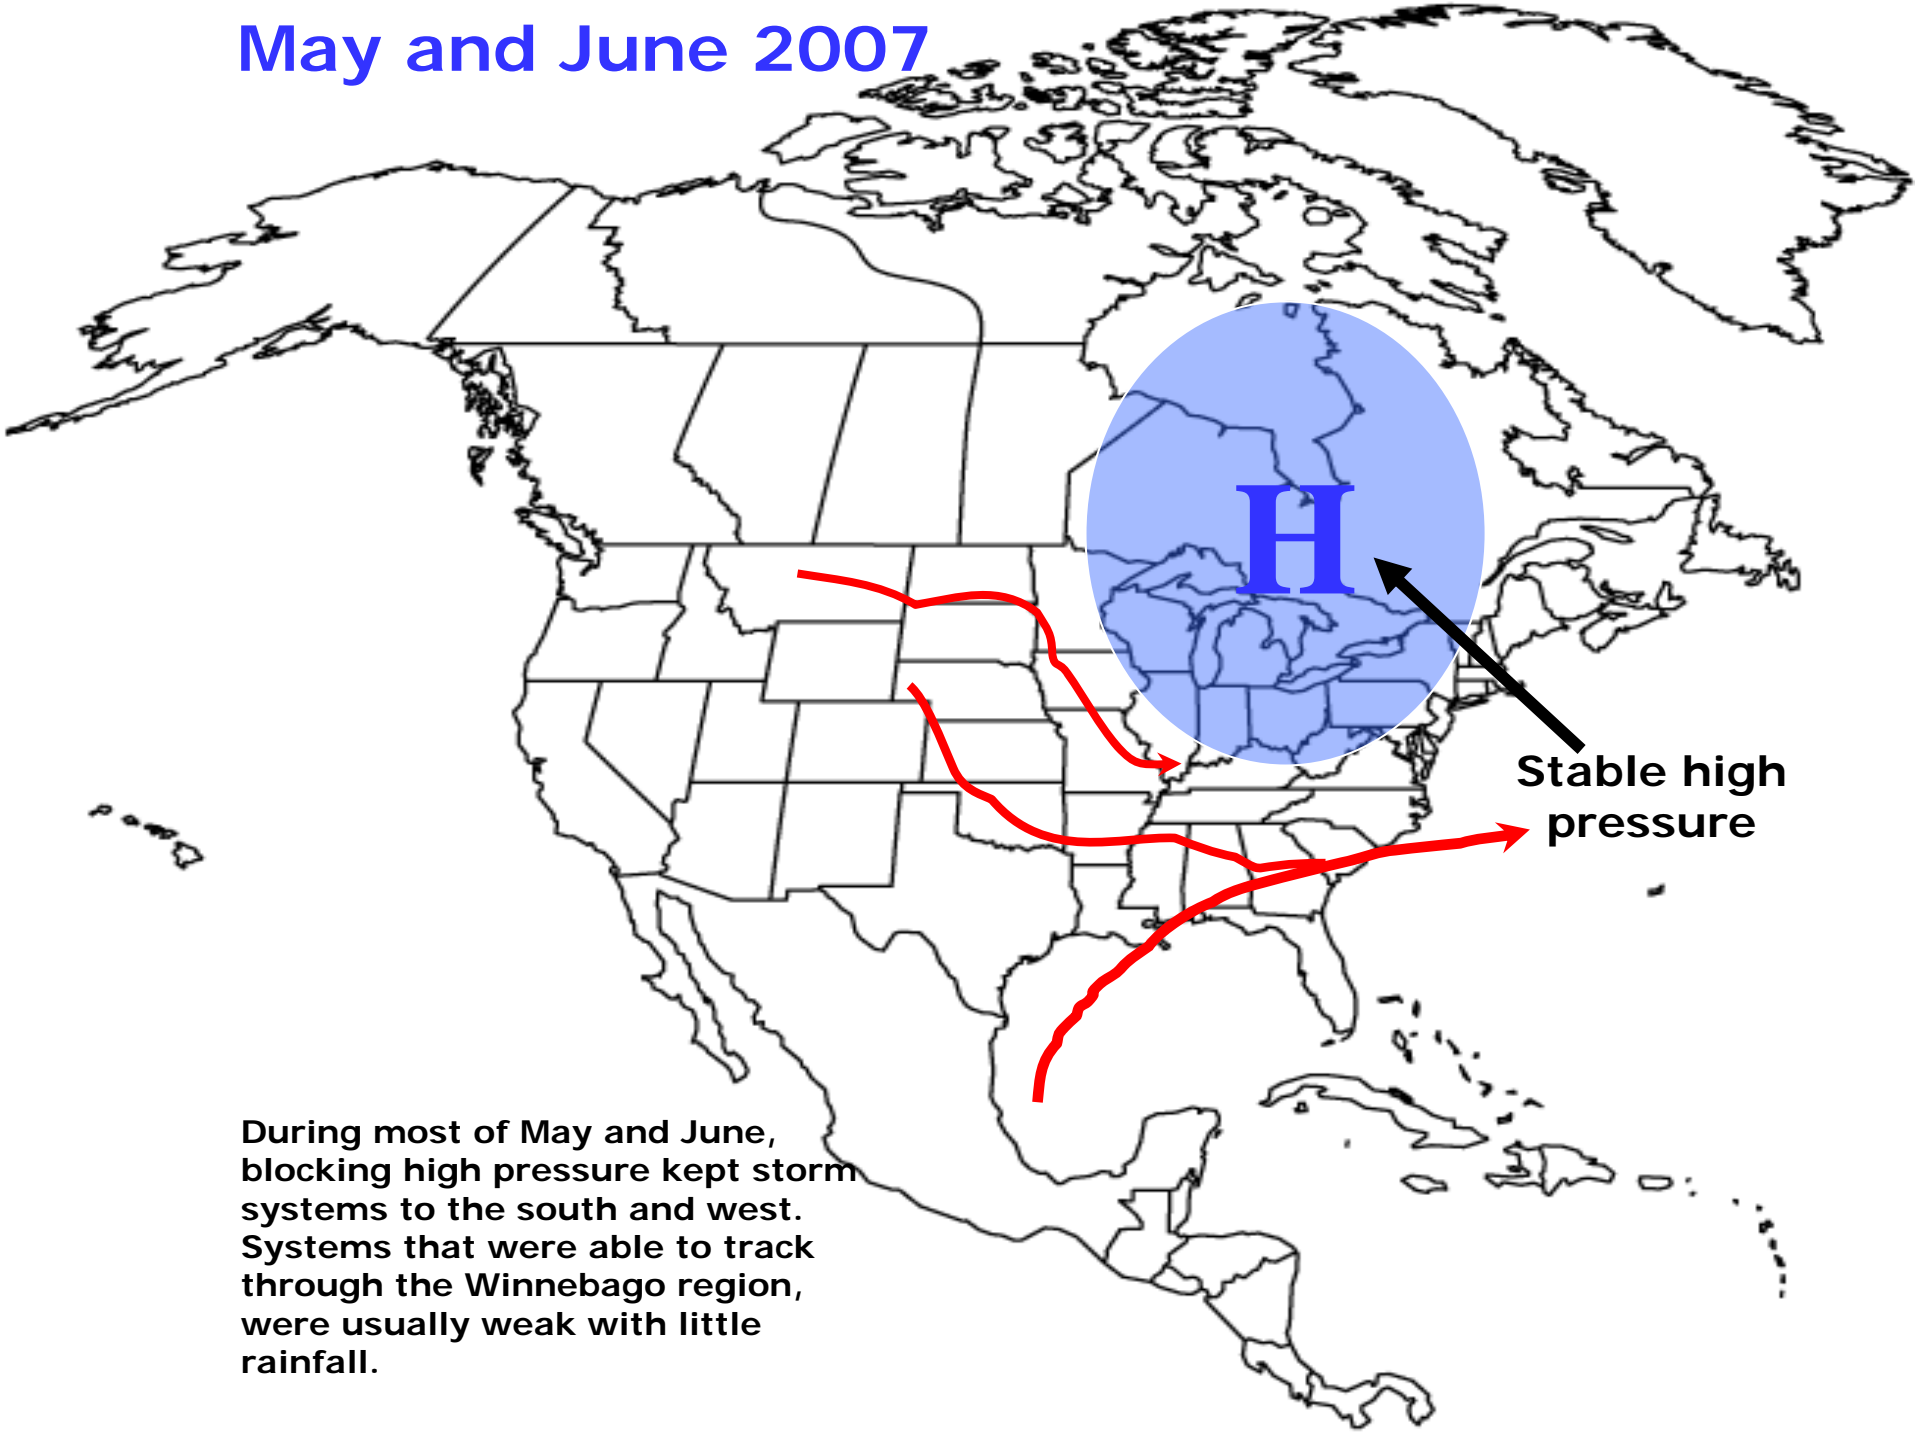 May and June 2007
H
Stable high
pressure
During most of May and June,
blocking high pressure kept storm
systems to the south and west.
Systems that were able to track
through the Winnebago region,
were usually weak with little
rainfall.